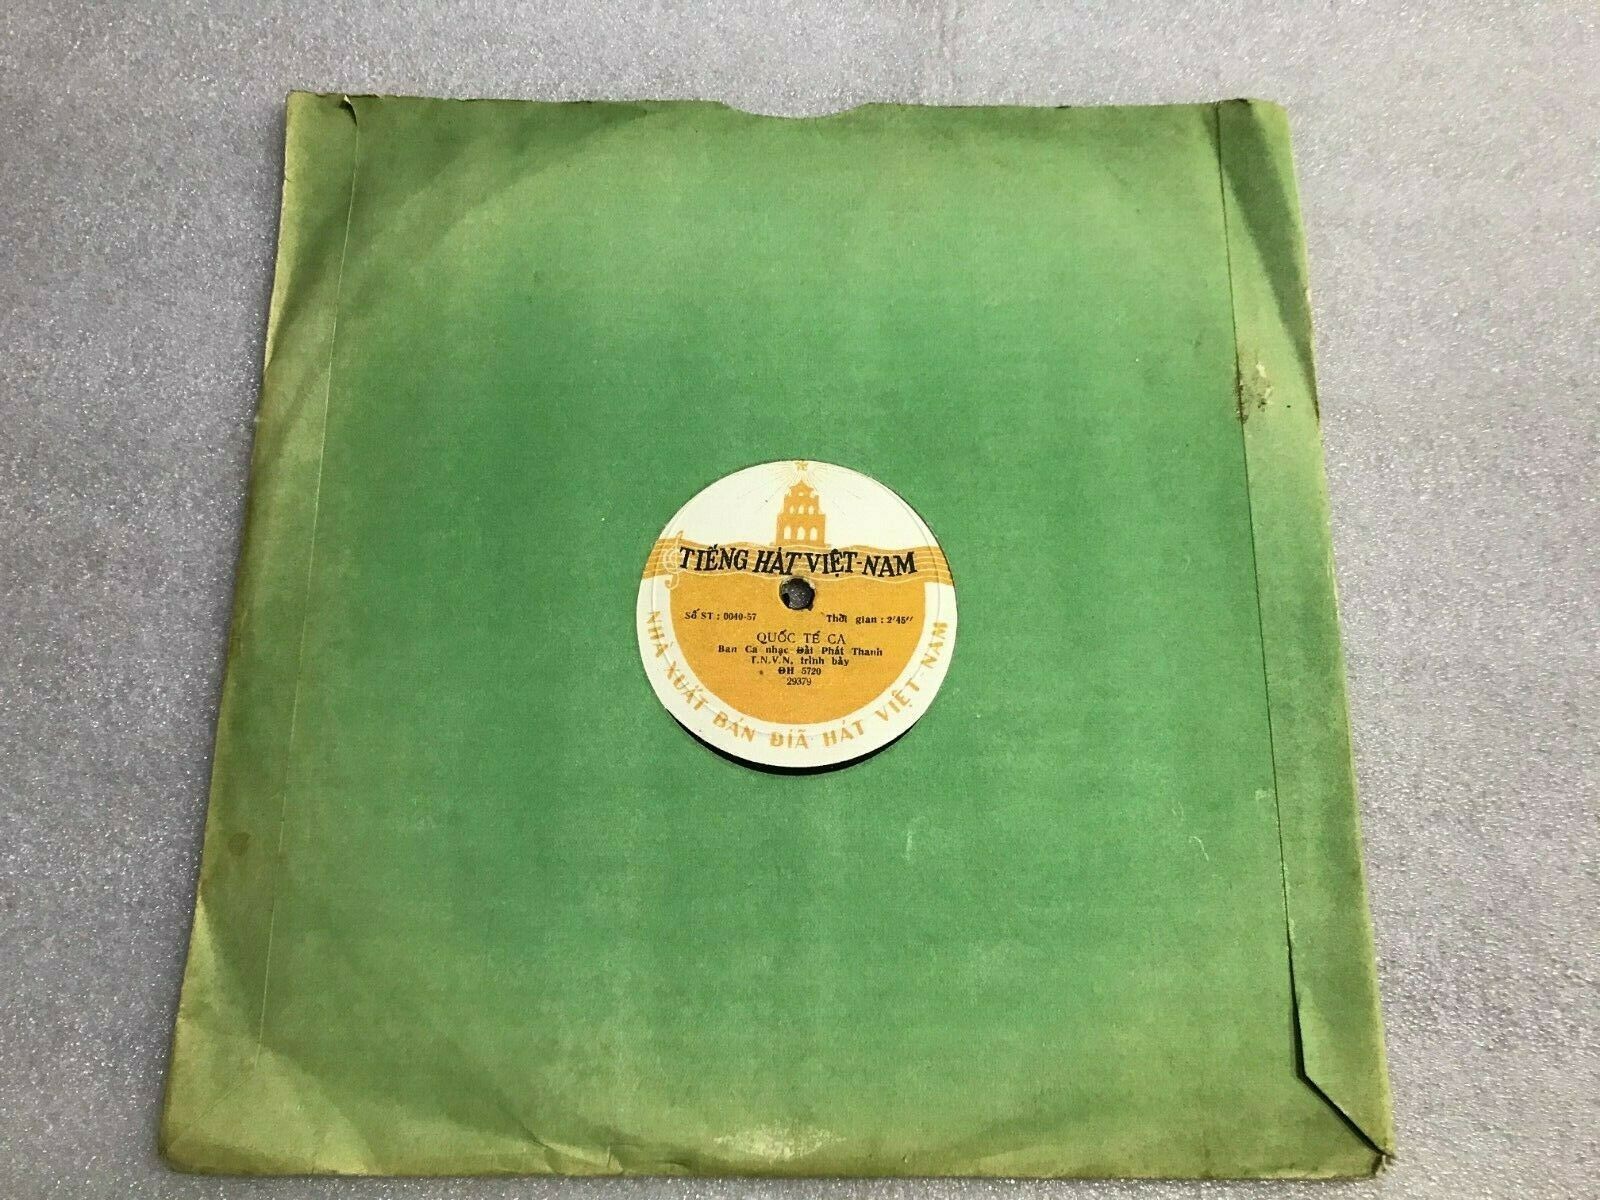 TIẾNG HÁT VIỆT-NAM
Số ST : 0040-57 Thời gian : 2'45''
QUỐC TẾ CA
Ban Ca nhạc Đài Phát Thanh
T.N.V.N. trình bày
ĐH 5720
29379
NHÀ XUẤT BẢN ĐĨA HÁT VIỆT-NAM